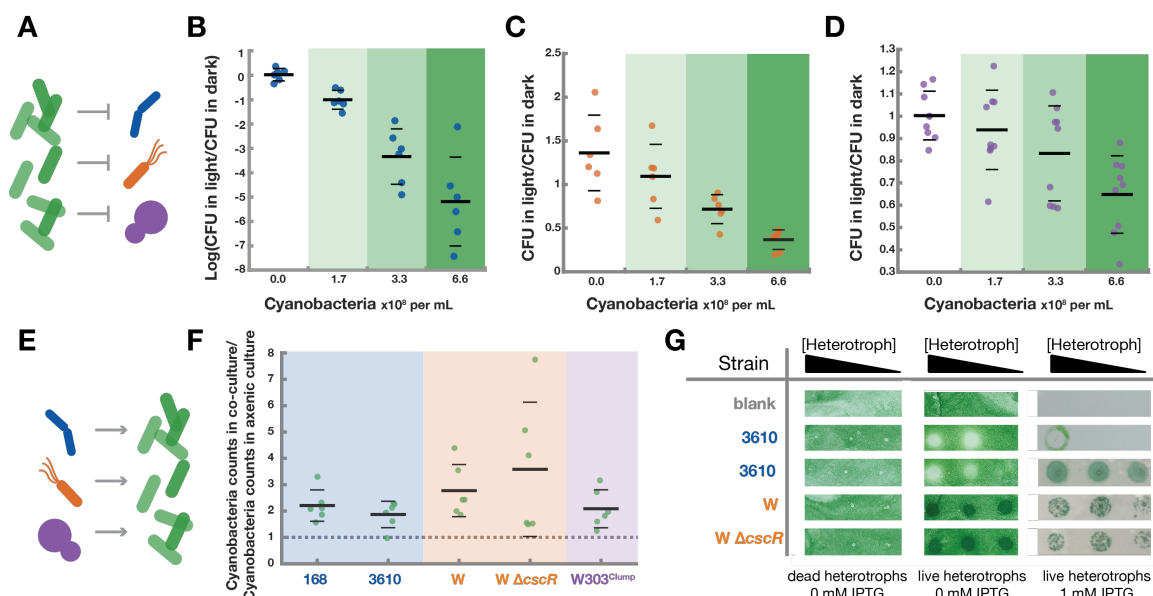 A
B
Log(CFU in light/CFU in dark)
1
0
-1
-2
-3
-4
-5
-6
-7
-8
0.0 1.7 3.3 6.6
Cyanobacteria x10⁸ per mL
C
CFU in light/CFU in dark
2.5
2
1.5
1
0.5
0
0.0 1.7 3.3 6.6
Cyanobacteria x10⁸ per mL
D
CFU in light/CFU in dark
1.3
1.2
1.1
1
0.9
0.8
0.7
0.6
0.5
0.4
0.3
0.0 1.7 3.3 6.6
Cyanobacteria x10⁸ per mL
E
F
Cyanobacteria counts in co-culture/
Cyanobacteria counts in axenic culture
8
7
6
5
4
3
2
1
0
168 3610 W W ΔcscR W303Clump
G
Strain
[Heterotroph] [Heterotroph] [Heterotroph]
blank
3610
3610
W
W ΔcscR
dead heterotrophs live heterotrophs live heterotrophs
0 mM IPTG 0 mM IPTG 1 mM IPTG